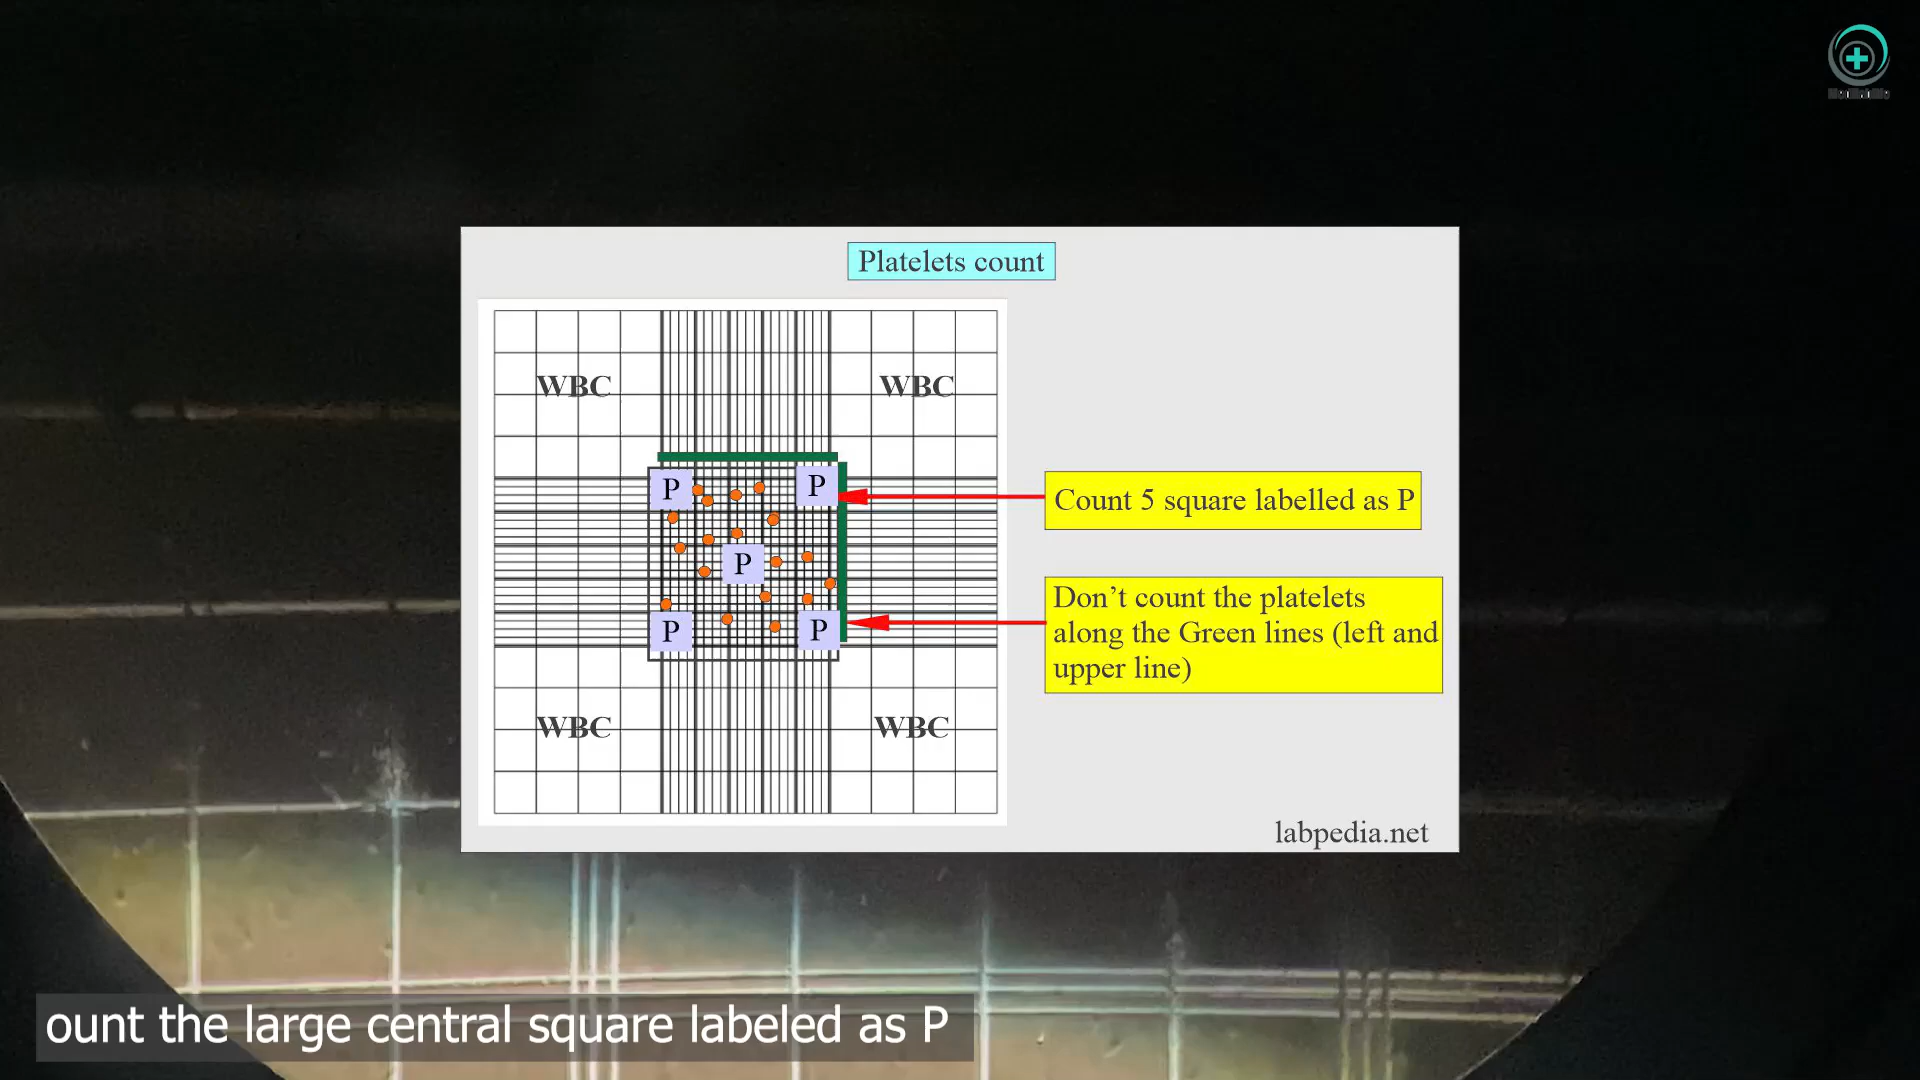 Platelets count
WBC
WBC
P
P
Count 5 square labelled as P
P
Don’t count the platelets
along the Green lines (left and
upper line)
P
P
WBC
WBC
labpedia.net
ount the large central square labeled as P